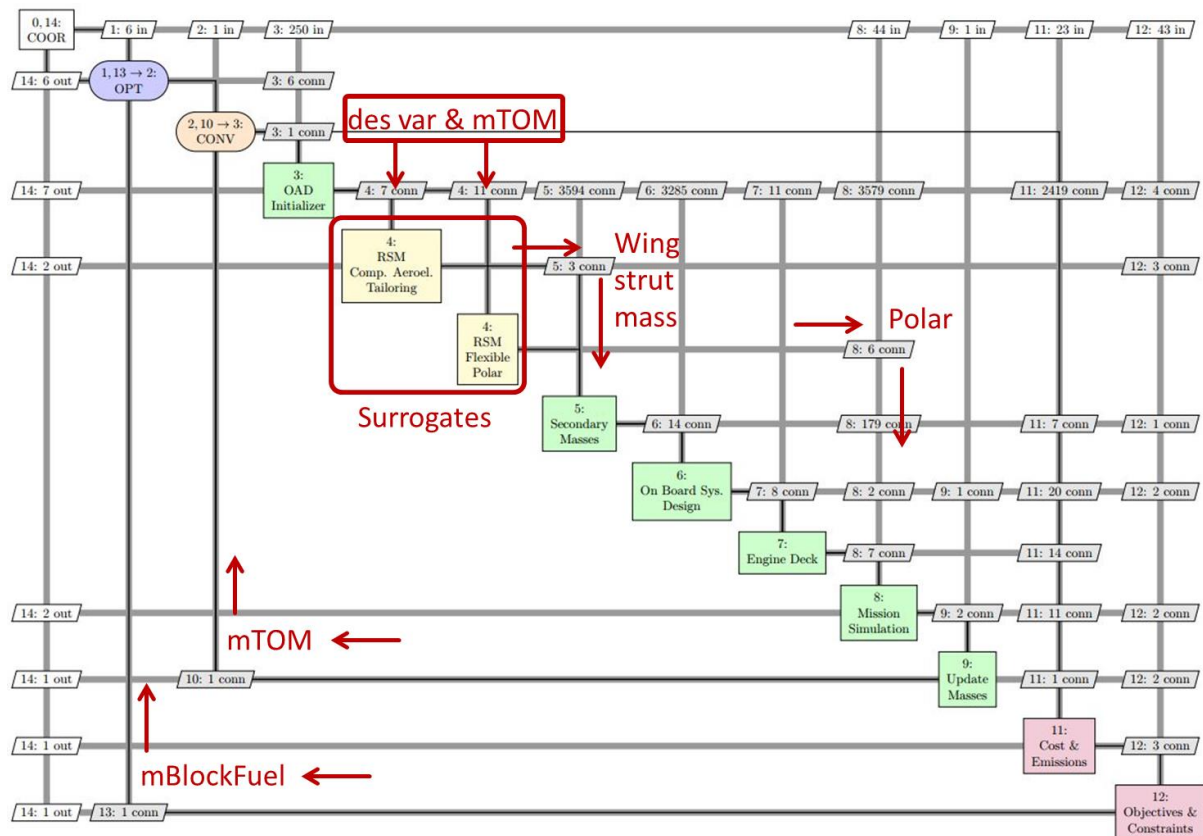 0, 14:
COOR
1: 6 in
2: 1 in
3: 250 in
8: 44 in
9: 1 in
11: 23 in
12: 43 in
14: 6 out
1, 13 → 2:
OPT
3: 6 conn
2, 10 → 3:
CONV
3: 1 conn
des var & mTOM
14: 7 out
3:
OAD
Initializer
4: 7 conn
4: 11 conn
5: 3594 conn
6: 3285 conn
7: 11 conn
8: 3579 conn
11: 2419 conn
12: 4 conn
14: 2 out
4:
RSM
Comp. Aeroel.
Tailoring
5: 3 conn
12: 3 conn
Wing
strut
mass
4:
RSM
Flexible
Polar
8: 6 conn
Polar
Surrogates
5:
Secondary
Masses
6: 14 conn
8: 179 conn
11: 7 conn
12: 1 conn
6:
On Board Sys.
Design
7: 8 conn
8: 2 conn
9: 1 conn
11: 20 conn
12: 2 conn
7:
Engine Deck
8: 7 conn
11: 14 conn
14: 2 out
8:
Mission
Simulation
9: 2 conn
11: 11 conn
12: 2 conn
mTOM
14: 1 out
10: 1 conn
9:
Update
Masses
11: 1 conn
12: 2 conn
14: 1 out
11:
Cost &
Emissions
12: 3 conn
mBlockFuel
14: 1 out
13: 1 conn
12:
Objectives &
Constraints